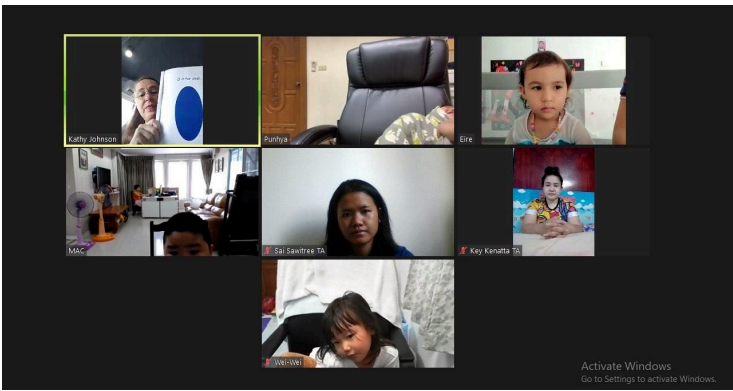 Kathy Johnson
Punhya
Eire
MAC
Sai Sawitree TA
Key Kenatta TA
Wei-Wei
Activate Windows
Go to Settings to activate Windows.